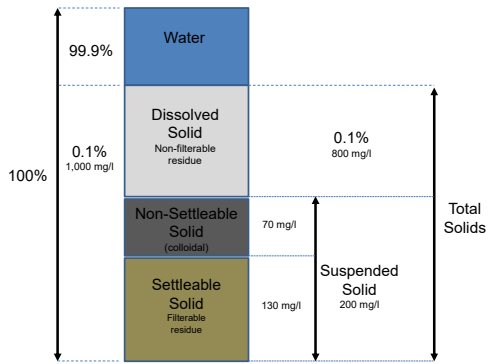 Water
99.9%
Dissolved
Solid
Non-filterable
residue
0.1%
1,000 mg/l
0.1%
800 mg/l
100%
Non-Settleable
Solid
(colloidal)
70 mg/l
Total
Solids
Settleable
Solid
Filterable
residue
130 mg/l
Suspended
Solid
200 mg/l